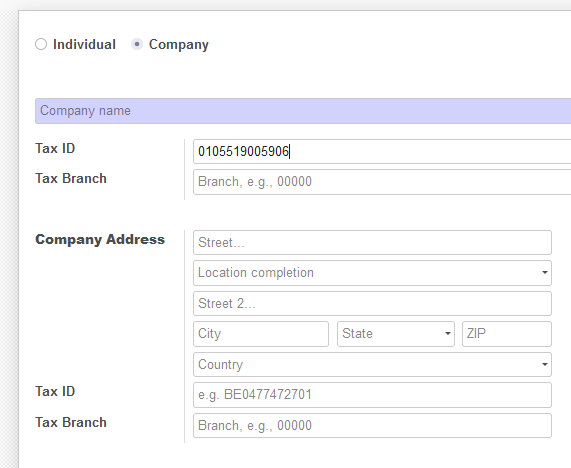 Individual Company
Company name
Tax ID 0105519005906
Tax Branch Branch, e.g., 00000
Company Address Street...
Location completion
Street 2...
City State ZIP
Country
Tax ID e.g. BE0477472701
Tax Branch Branch, e.g., 00000